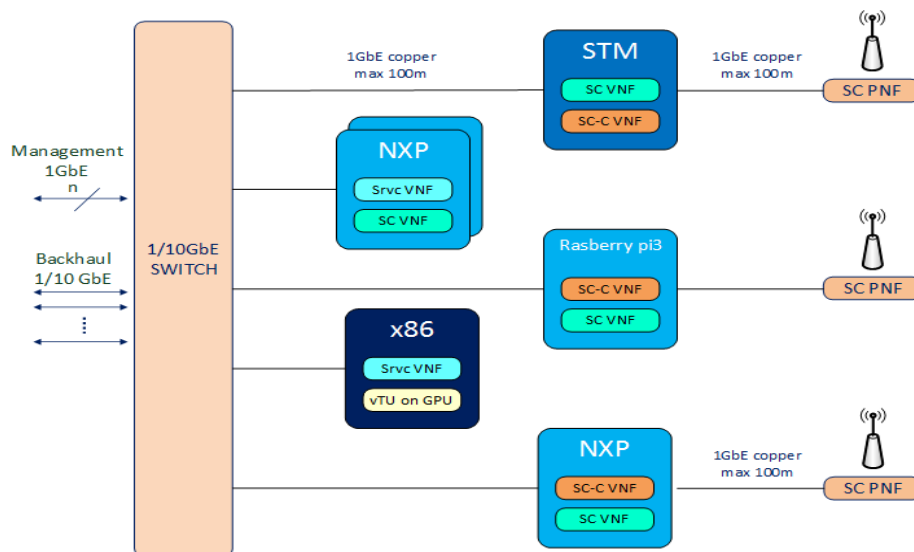 Management
1GbE
n
Backhaul
1/10 GbE
1/10GbE
SWITCH
1GbE copper
max 100m
STM
SC VNF
SC-C VNF
1GbE copper
max 100m
SC PNF
NXP
Srvc VNF
SC VNF
Rasberry pi3
SC-C VNF
SC VNF
SC PNF
x86
Srvc VNF
vTU on GPU
NXP
SC-C VNF
SC VNF
1GbE copper
max 100m
SC PNF